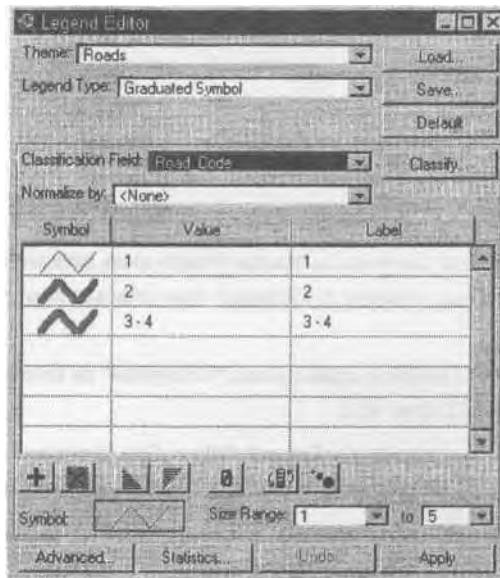 Legend Editor
Theme: Roads
Load...
Legend Type: Graduated Symbol
Save...
Default
Classification Field: Road_Code
Classify...
Normalize by: <None>
Symbol Value Label
1 1
2 2
3 - 4 3 - 4
Symbol: Size Range: 1 to 5
Advanced... Statistics... Undo Apply